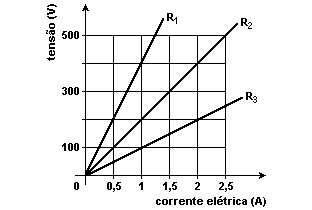 tensão (V)
R1
R2
500
300
R3
100
0
0,5 1 1,5 2 2,5
corrente elétrica (A)